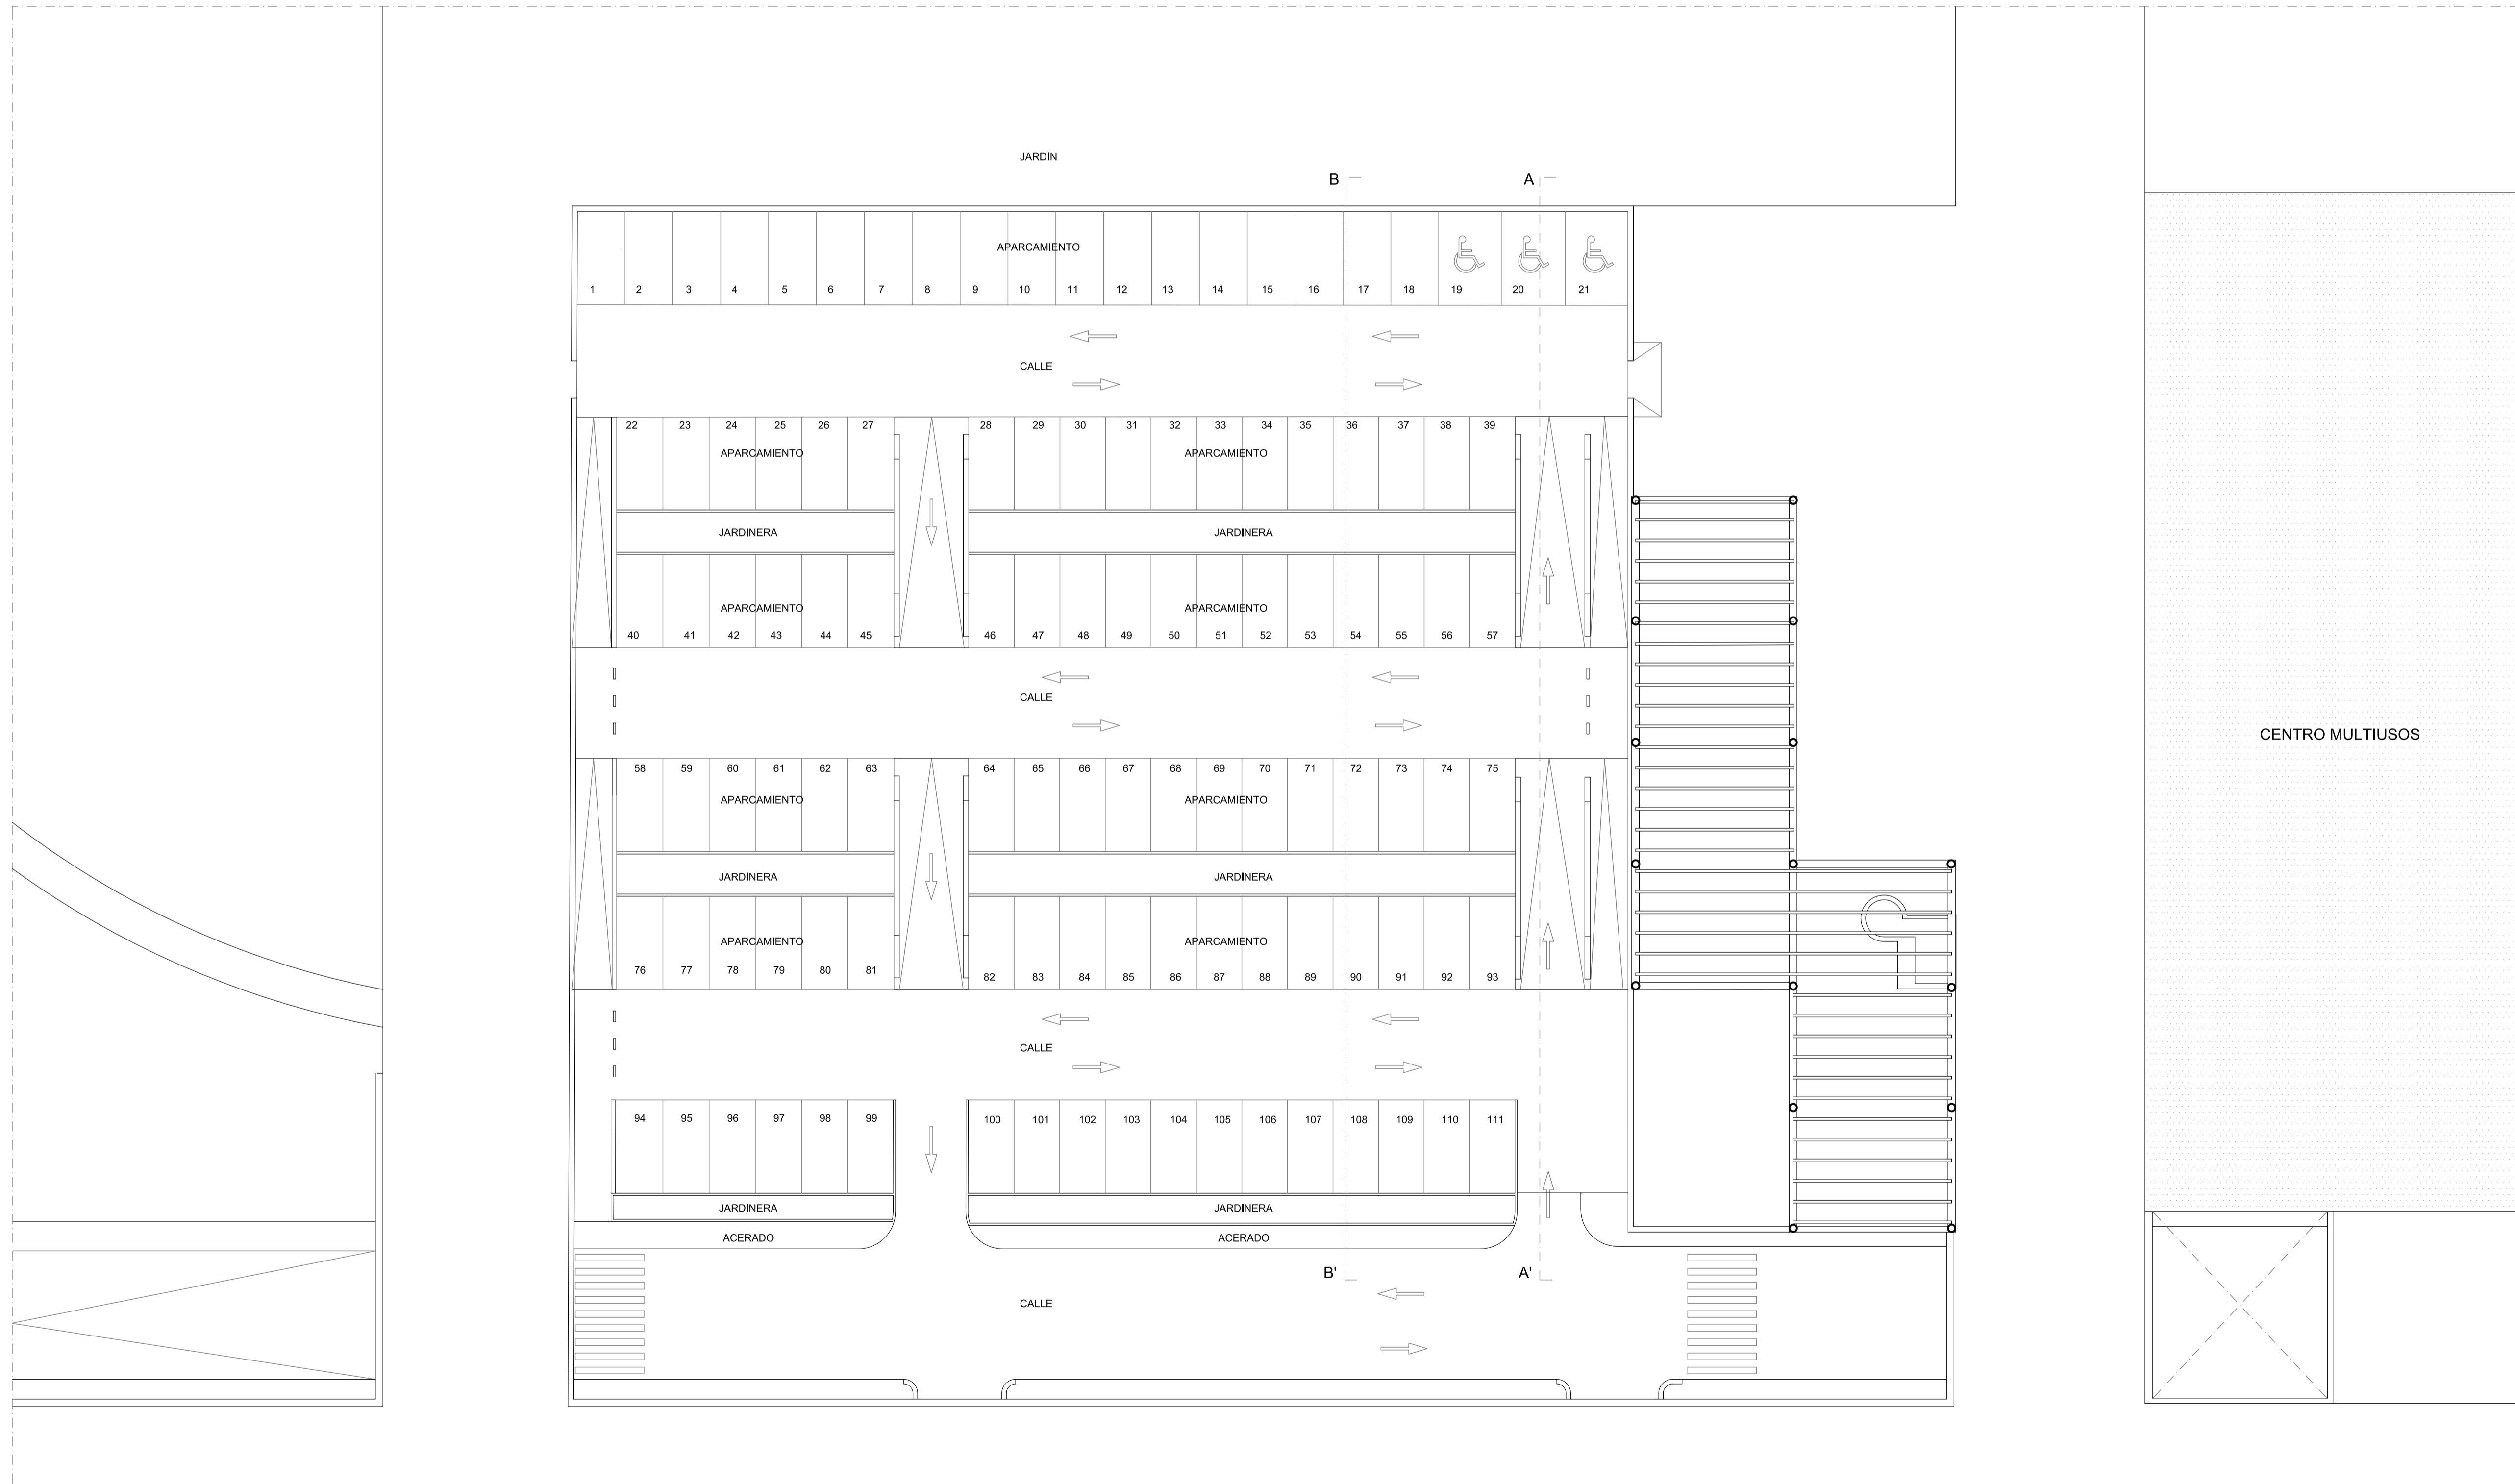 JARDIN
B A
APARCAMIENTO
1 2 3 4 5 6 7 8 9 10 11 12 13 14 15 16 17 18 19 20 21
CALLE
22 23 24 25 26 27 28 29 30 31 32 33 34 35 36 37 38 39
APARCAMIENTO APARCAMIENTO
JARDINERA JARDINERA
APARCAMIENTO APARCAMIENTO
40 41 42 43 44 45 46 47 48 49 50 51 52 53 54 55 56 57
CALLE
CENTRO MULTIUSOS
58 59 60 61 62 63 64 65 66 67 68 69 70 71 72 73 74 75
APARCAMIENTO APARCAMIENTO
JARDINERA JARDINERA
APARCAMIENTO APARCAMIENTO
76 77 78 79 80 81 82 83 84 85 86 87 88 89 90 91 92 93
CALLE
94 95 96 97 98 99 100 101 102 103 104 105 106 107 108 109 110 111
JARDINERA JARDINERA
ACERADO ACERADO
B' A'
CALLE